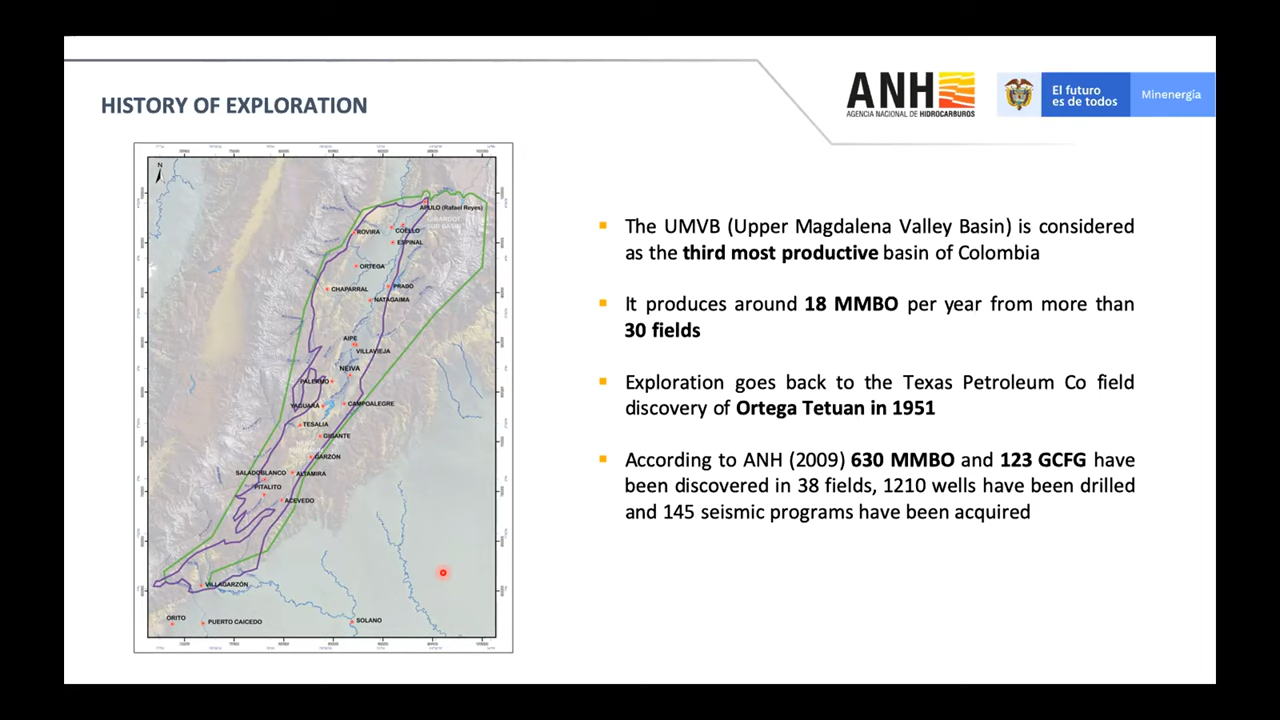 HISTORY OF EXPLORATION
ANH
AGENCIA NACIONAL DE HIDROCARBUROS
El futuro
es de todos
Minenergía
The UMVB (Upper Magdalena Valley Basin) is considered
as the third most productive basin of Colombia
It produces around 18 MMBO per year from more than
30 fields
Exploration goes back to the Texas Petroleum Co field
discovery of Ortega Tetuan in 1951
According to ANH (2009) 630 MMBO and 123 GCFG have
been discovered in 38 fields, 1210 wells have been drilled
and 145 seismic programs have been acquired
N
APULO (Rafael Reyes)
GIRARDOT
SUB BASIN
ROVIRA
COELLO
ESPINAL
ORTEGA
CHAPARRAL
PRADO
NATAGAIMA
AIPE
VILLAVIEJA
NEIVA
PALERMO
YAGUARA
CAMPOALEGRE
TESALIA
GIGANTE
GARZÓN
SALADOBLANCO
ALTAMIRA
PITALITO
ACEVEDO
VILLAGARZÓN
ORITO
PUERTO CAICEDO
SOLANO